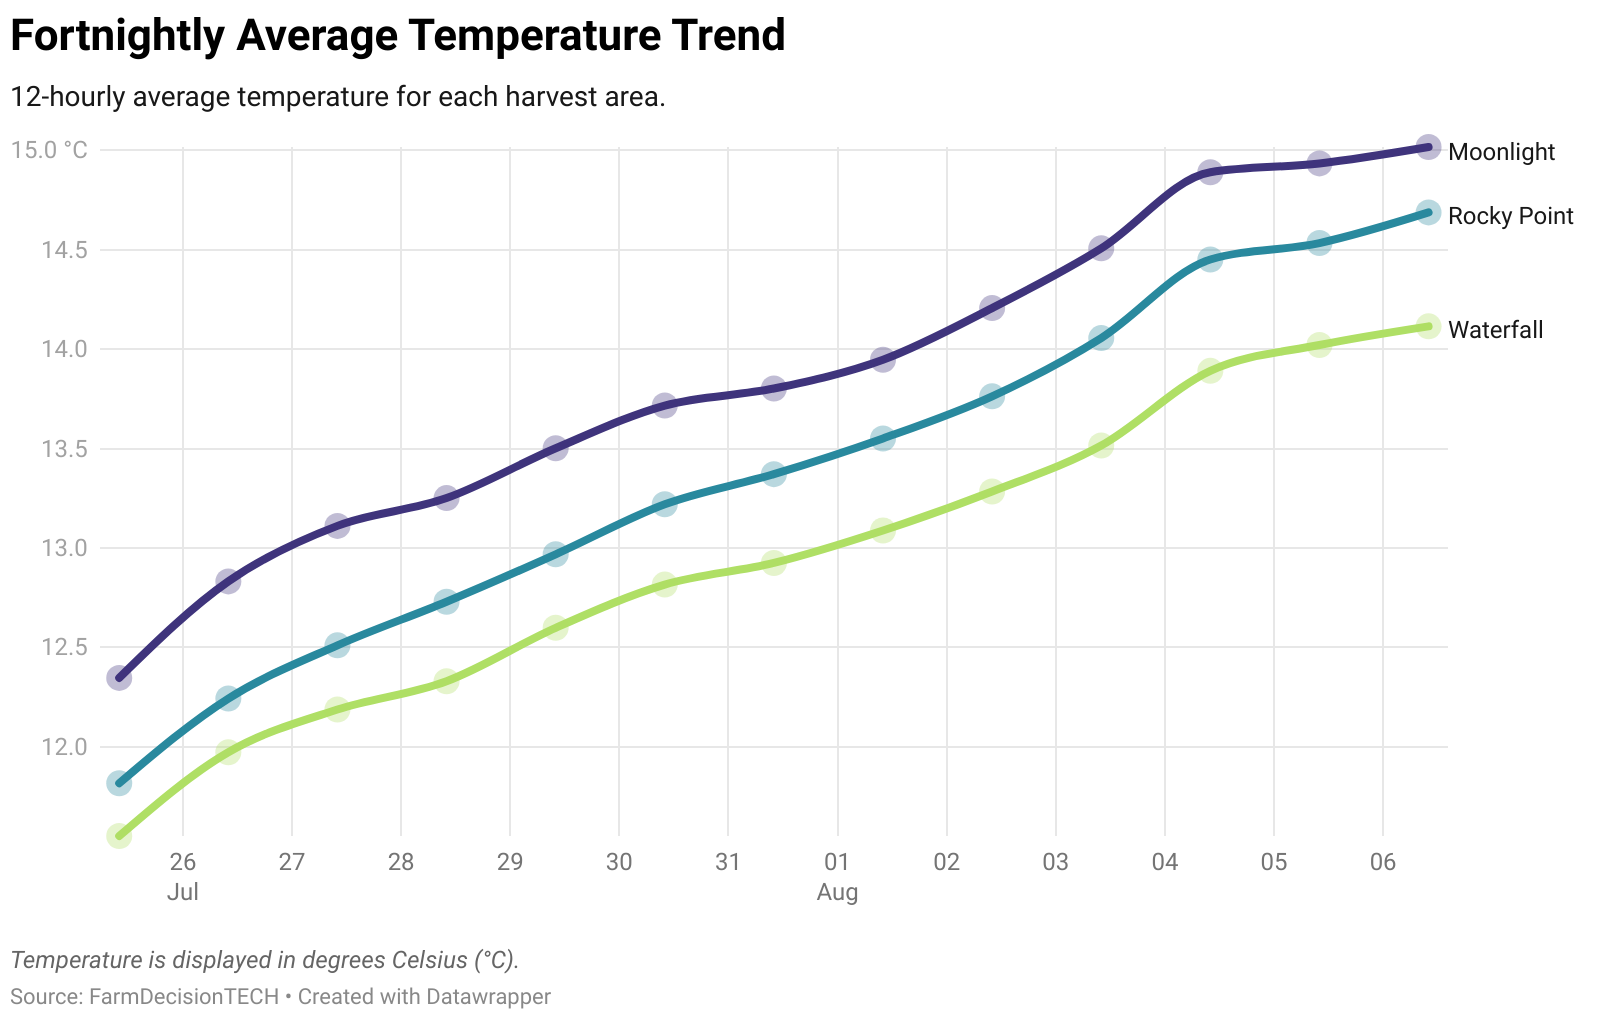 Fortnightly Average Temperature Trend
12-hourly average temperature for each harvest area.
15.0 °C
Moonlight
Rocky Point
14.5
Waterfall
14.0
13.5
13.0
12.5
12.0
26 27 28 29 30 31 01 02 03 04 05 06
Jul Aug
Temperature is displayed in degrees Celsius (°C).
Source: FarmDecisionTECH • Created with Datawrapper